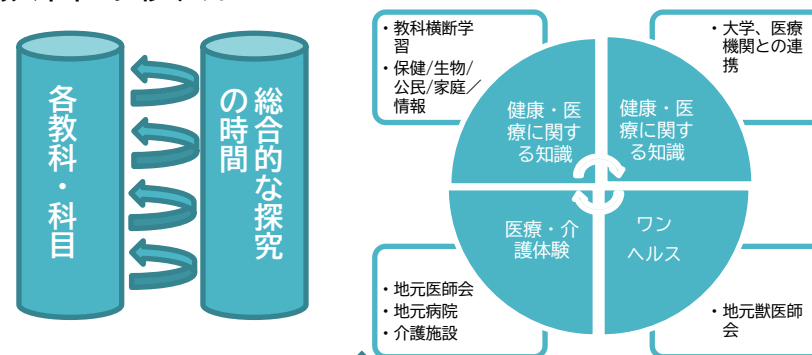 各教科・科目
総合的な探究
の時間
・教科横断学
習
・保健/生物/
公民/家庭/
情報
・大学、医療
機関との連
携
健康・医
療に関す
る知識
健康・医
療に関す
る知識
医療・介
護体験
ワン
ヘルス
・地元医師会
・地元病院
・介護施設
・地元獣医師
会